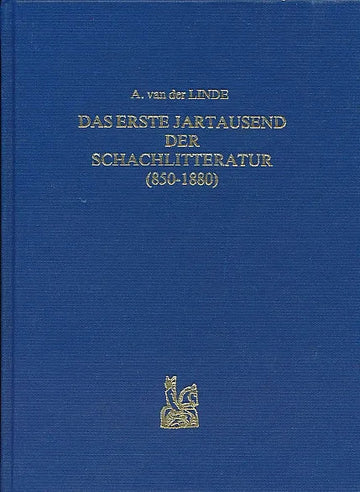 A. van der LINDE
DAS ERSTE JARTAUSEND
DER
SCHACHLITTERATUR
(850-1880)